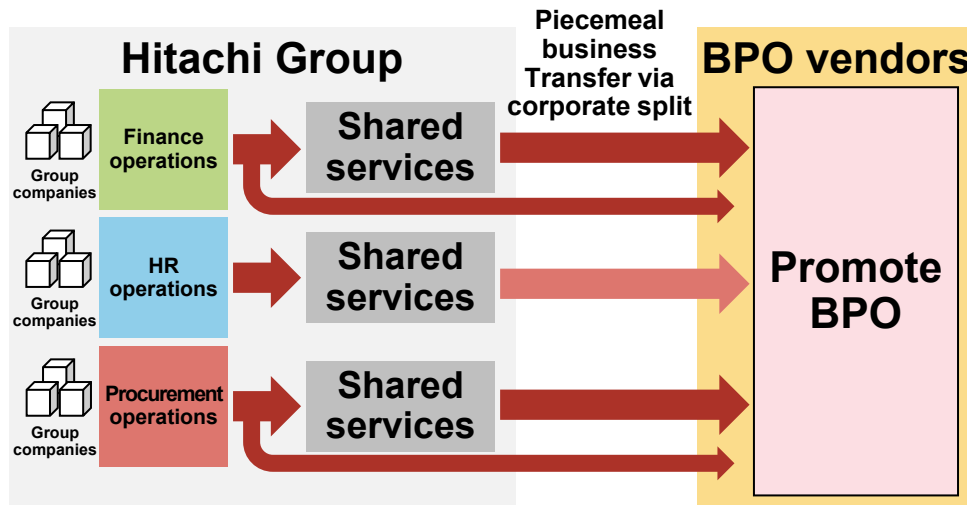 Hitachi Group
Piecemeal
business
Transfer via
corporate split
BPO vendors
Group
companies
Finance
operations
Shared
services
Group
companies
HR
operations
Shared
services
Group
companies
Procurement
operations
Shared
services
Promote
BPO